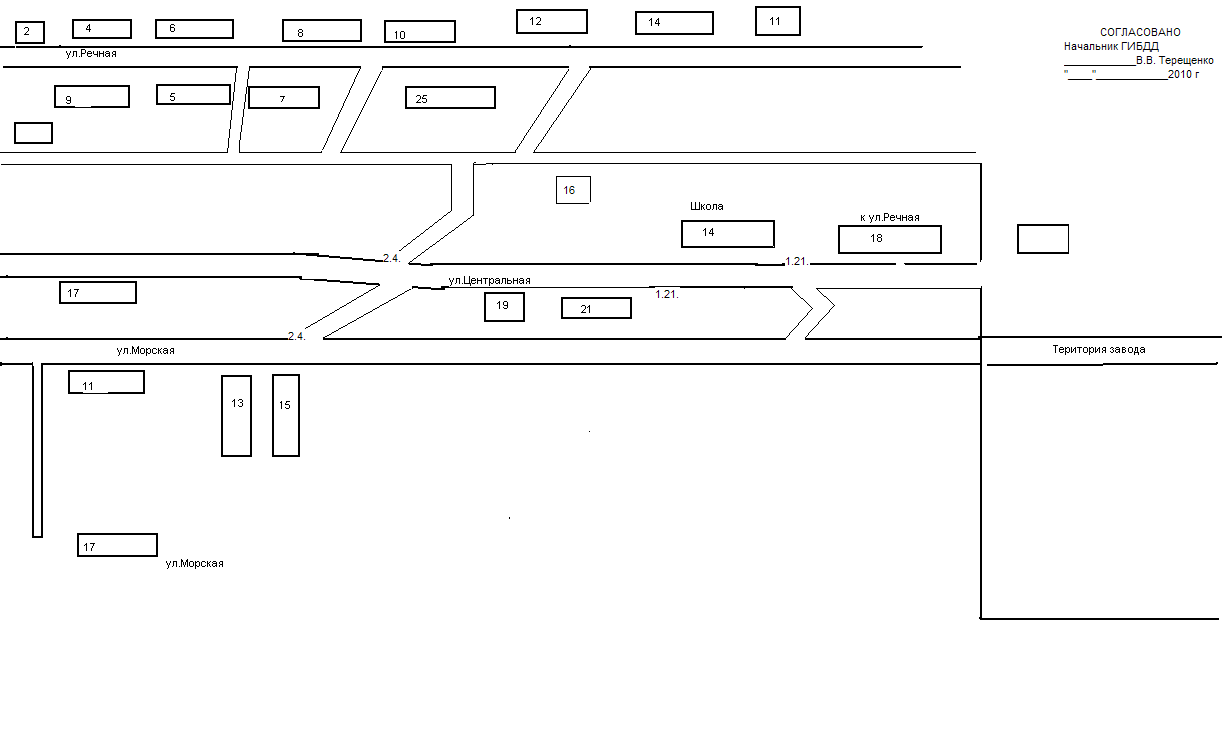 2
4
6
8
10
12
14
11
СОГЛАСОВАНО
Начальник ГИБДД
____________В.В. Терещенко
"____"____________2010 г
ул.Речная
9
5
7
25
16
Школа
14
к ул.Речная
18
2.4.
1.21.
ул.Центральная
1.21.
17
19
21
2.4.
ул.Морская
Територия завода
11
13
15
17
ул.Морская